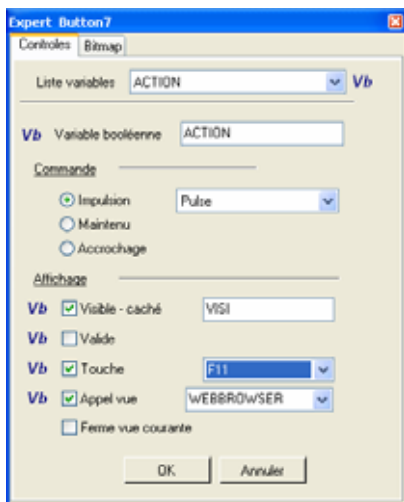 Expert Button7
Controles Bitmap
Liste variables ACTION Vb
Vb Variable booléenne ACTION
Commande
Impulsion Pulse
Maintenu
Accrochage
Affichage
Vb Visible - caché VISI
Vb Valide
Vb Touche F11
Vb Appel vue WEBBROWSER
Ferme vue courante
OK Annuler